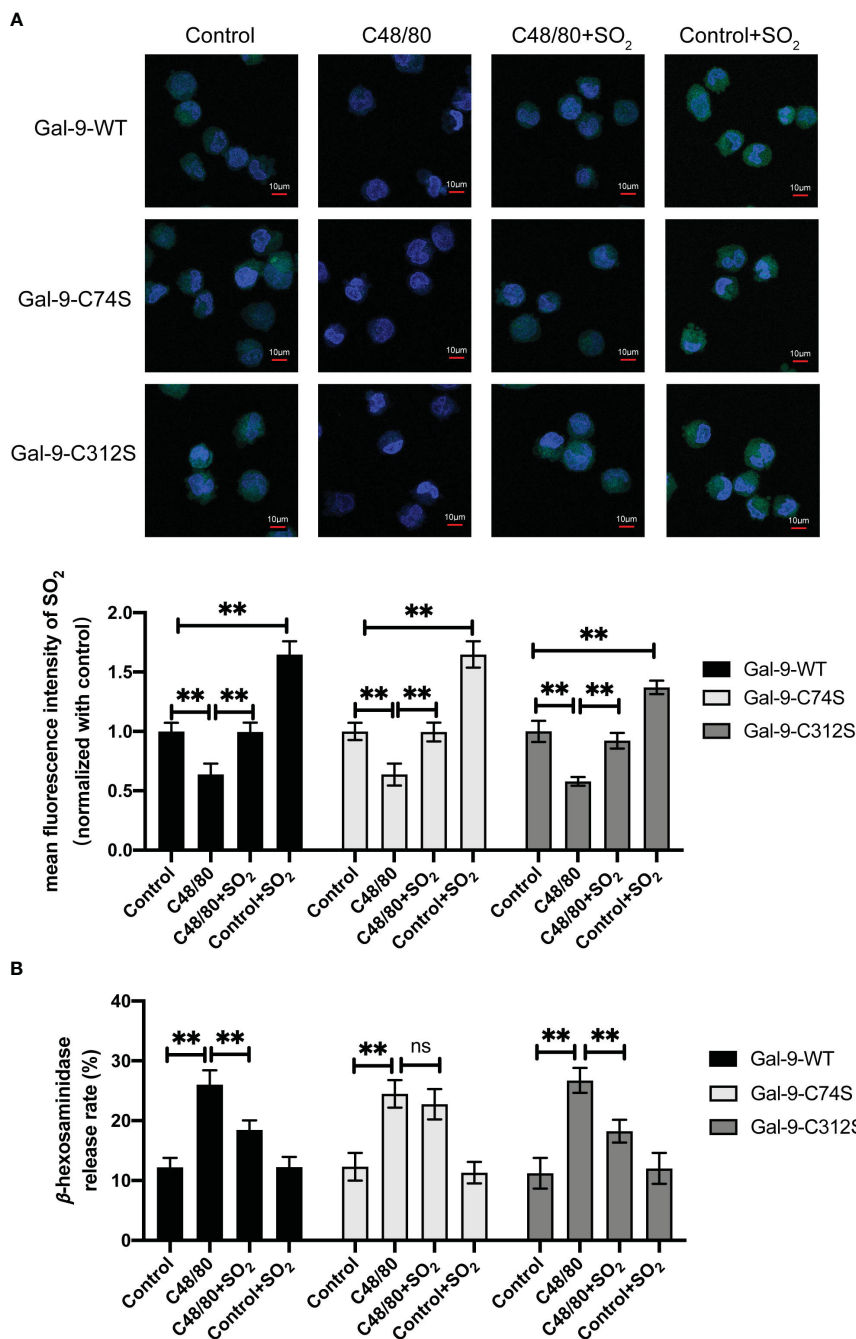 A
Control
C48/80
C48/80+SO₂
Control+SO₂
Gal-9-WT
10μm
10μm
10μm
10μm
Gal-9-C74S
10μm
10μm
10μm
10μm
Gal-9-C312S
10μm
10μm
10μm
10μm
mean fluorescence intensity of SO₂
(normalized with control)
2.0
1.5
1.0
0.5
0.0
**
**
**
**
**
**
**
**
**
Control
C48/80
C48/80+SO₂
Control+SO₂
Control
C48/80
C48/80+SO₂
Control+SO₂
Control
C48/80
C48/80+SO₂
Control+SO₂
Gal-9-WT
Gal-9-C74S
Gal-9-C312S
B
β-hexosaminidase
release rate (%)
40
30
20
10
0
**
**
**
ns
**
**
Control
C48/80
C48/80+SO₂
Control+SO₂
Control
C48/80
C48/80+SO₂
Control+SO₂
Control
C48/80
C48/80+SO₂
Control+SO₂
Gal-9-WT
Gal-9-C74S
Gal-9-C312S